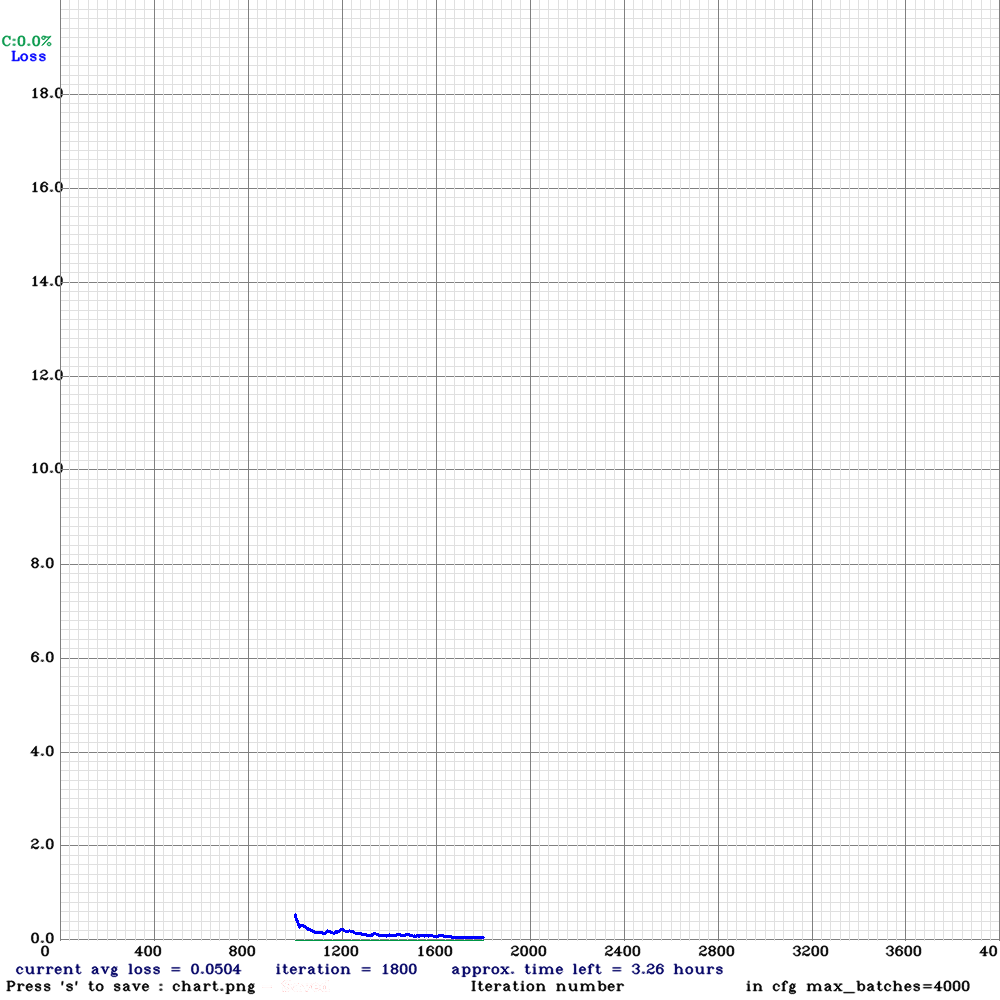 C:0.0%
Loss
18.0
16.0
14.0
12.0
10.0
8.0
6.0
4.0
2.0
0.0
0 400 800 1200 1600 2000 2400 2800 3200 3600 40
current avg loss = 0.0504 iteration = 1800 approx. time left = 3.26 hours
Press 's' to save : chart.png Iteration number in cfg max_batches=4000